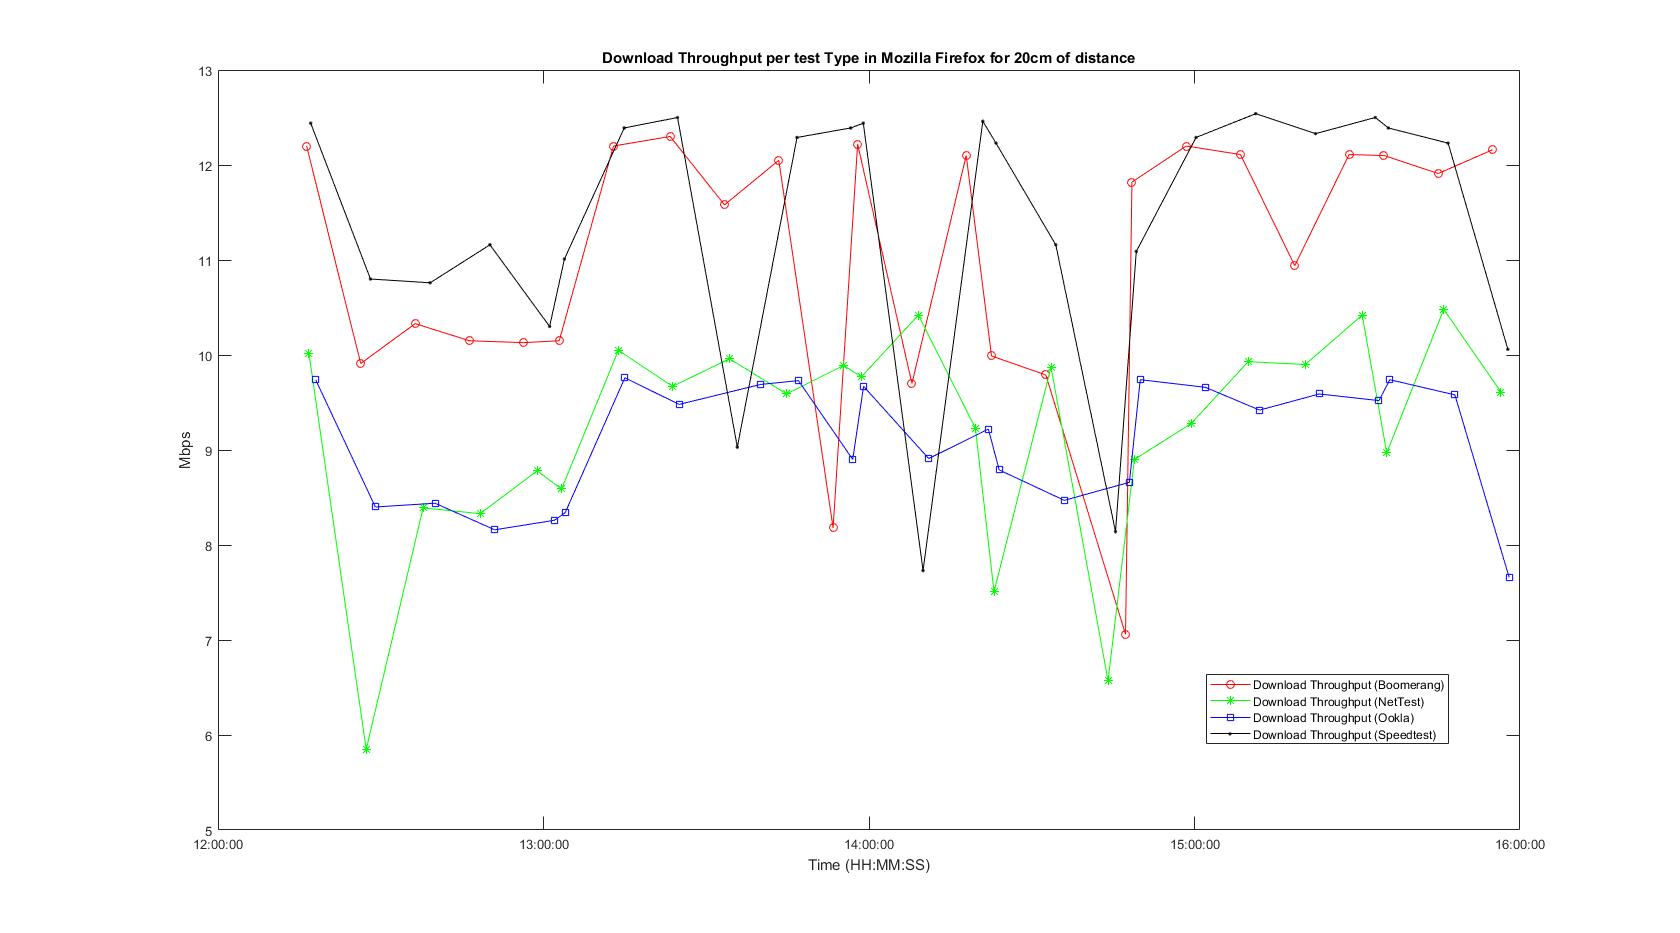 Download Throughput per test Type in Mozilla Firefox for 20cm of distance
13
12
11
10
9
8
7
6
5
Mbps
12:00:00 13:00:00 14:00:00 15:00:00 16:00:00
Time (HH:MM:SS)
Download Throughput (Boomerang)
Download Throughput (NetTest)
Download Throughput (Ookla)
Download Throughput (Speedtest)